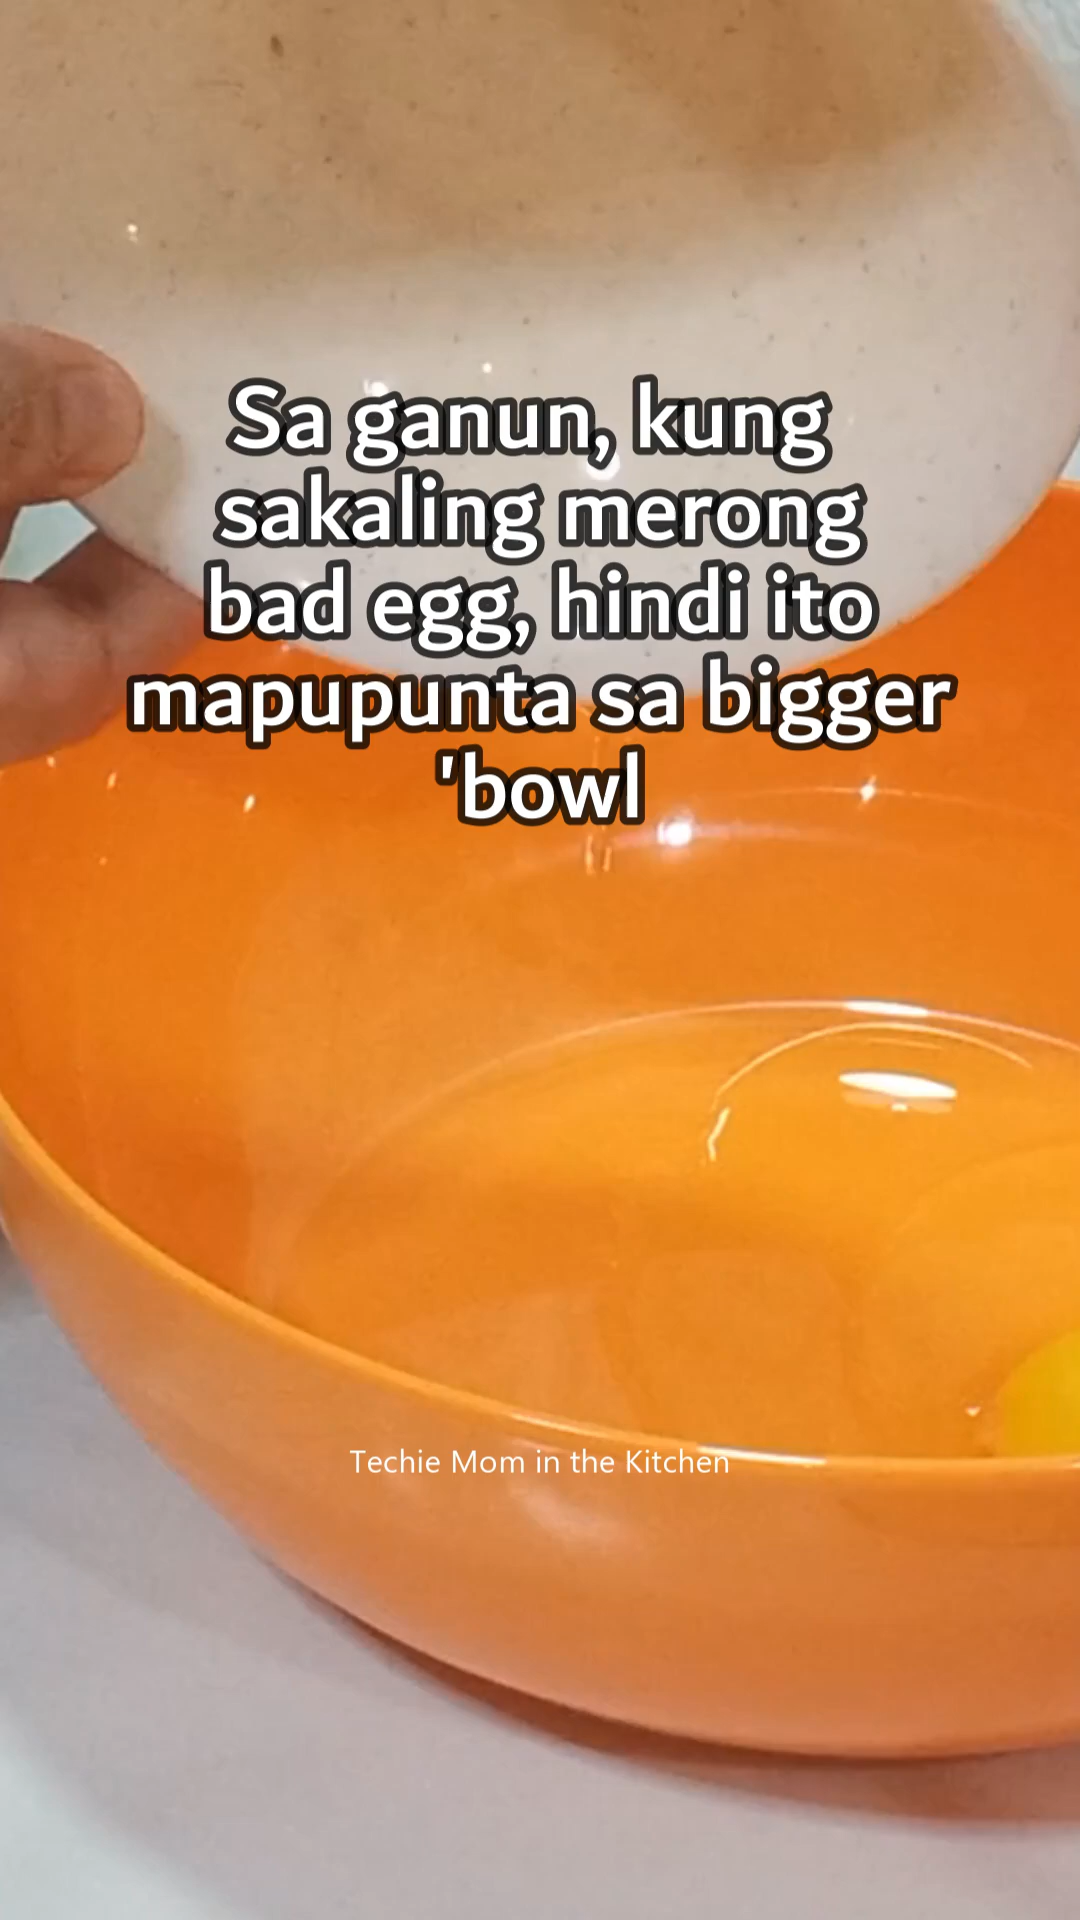 Sa ganun, kung
sakaling merong
bad egg, hindi ito
mapupunta sa bigger
'bowl
Techie Mom in the Kitchen